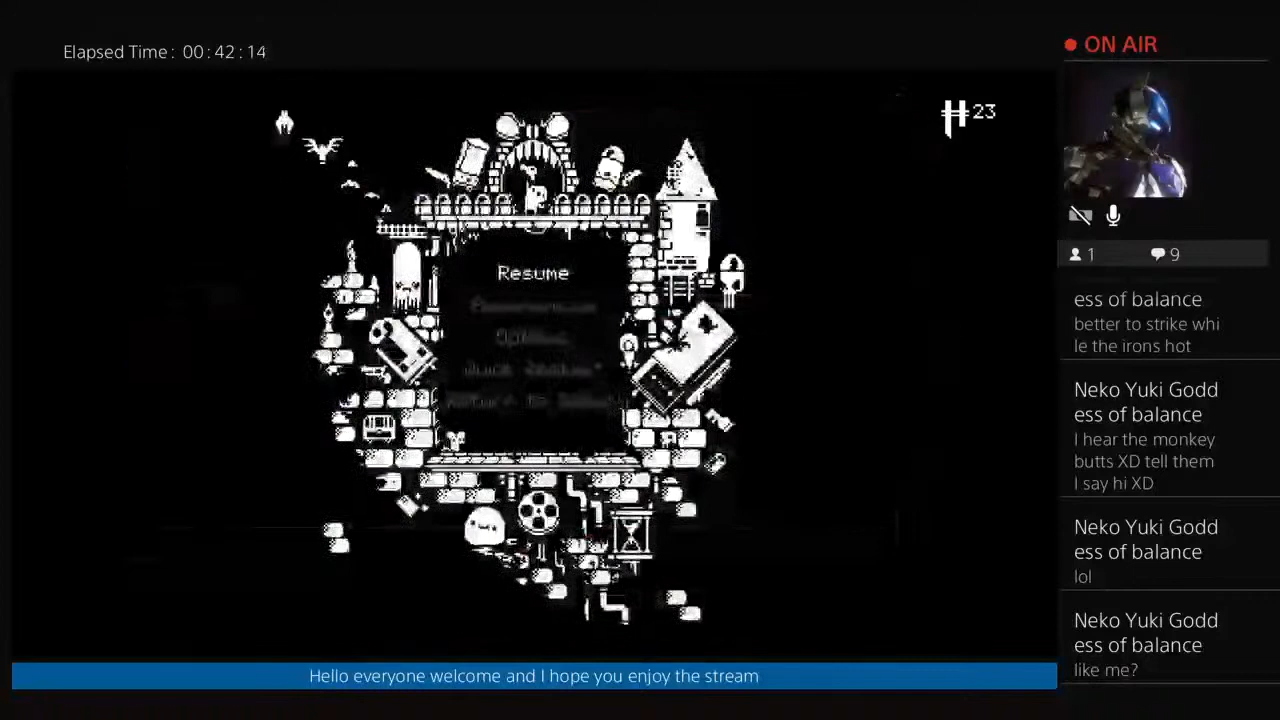 Elapsed Time: 00:42:14
ON AIR
23
1
9
Resume
ess of balance
better to strike whi
le the irons hot
Neko Yuki Godd
ess of balance
I hear the monkey
butts XD tell them
I say hi XD
Neko Yuki Godd
ess of balance
lol
Neko Yuki Godd
ess of balance
like me?
Hello everyone welcome and I hope you enjoy the stream